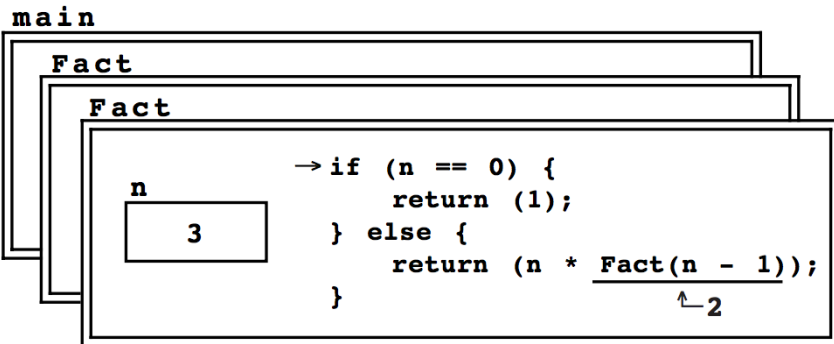 main
Fact
Fact
n
3
→ if (n == 0) {
return (1);
} else {
return (n * Fact(n - 1));
}
2